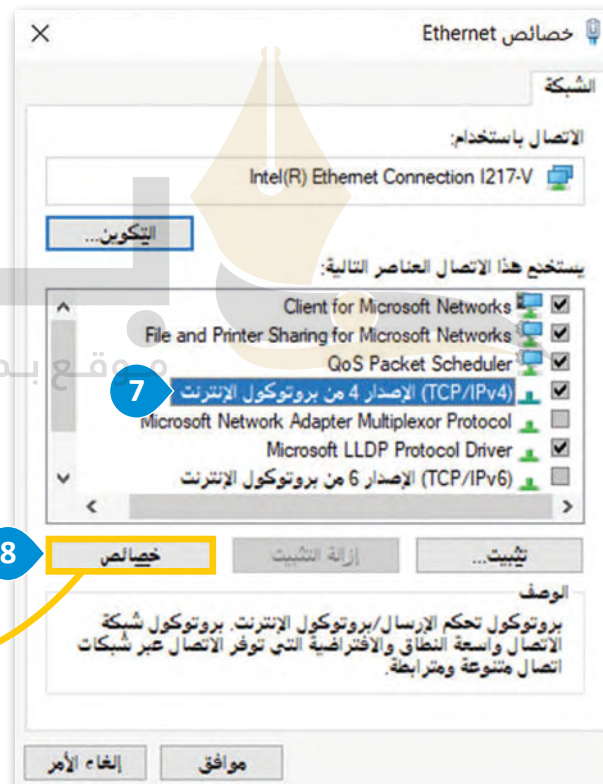 خصائص Ethernet
الشبكة
الاتصال باستخدام:
Intel(R) Ethernet Connection I217-V
التكوين...
يستخدم هذا الاتصال العناصر التالية:
Client for Microsoft Networks
File and Printer Sharing for Microsoft Networks
QoS Packet Scheduler
7
(TCP/IPv4) الإصدار 4 من بروتوكول الإنترنت
Microsoft Network Adapter Multiplexor Protocol
Microsoft LLDP Protocol Driver
(TCP/IPv6) الإصدار 6 من بروتوكول الإنترنت
تثبيت...
إزالة التثبيت
خصائص
8
الوصف
بروتوكول تحكم الإرسال/بروتوكول الإنترنت. بروتوكول شبكة
الاتصال واسعة النطاق والافتراضية التي توفر الاتصال عبر شبكات
اتصال متنوعة ومترابطة.
موافق
إلغاء الأمر